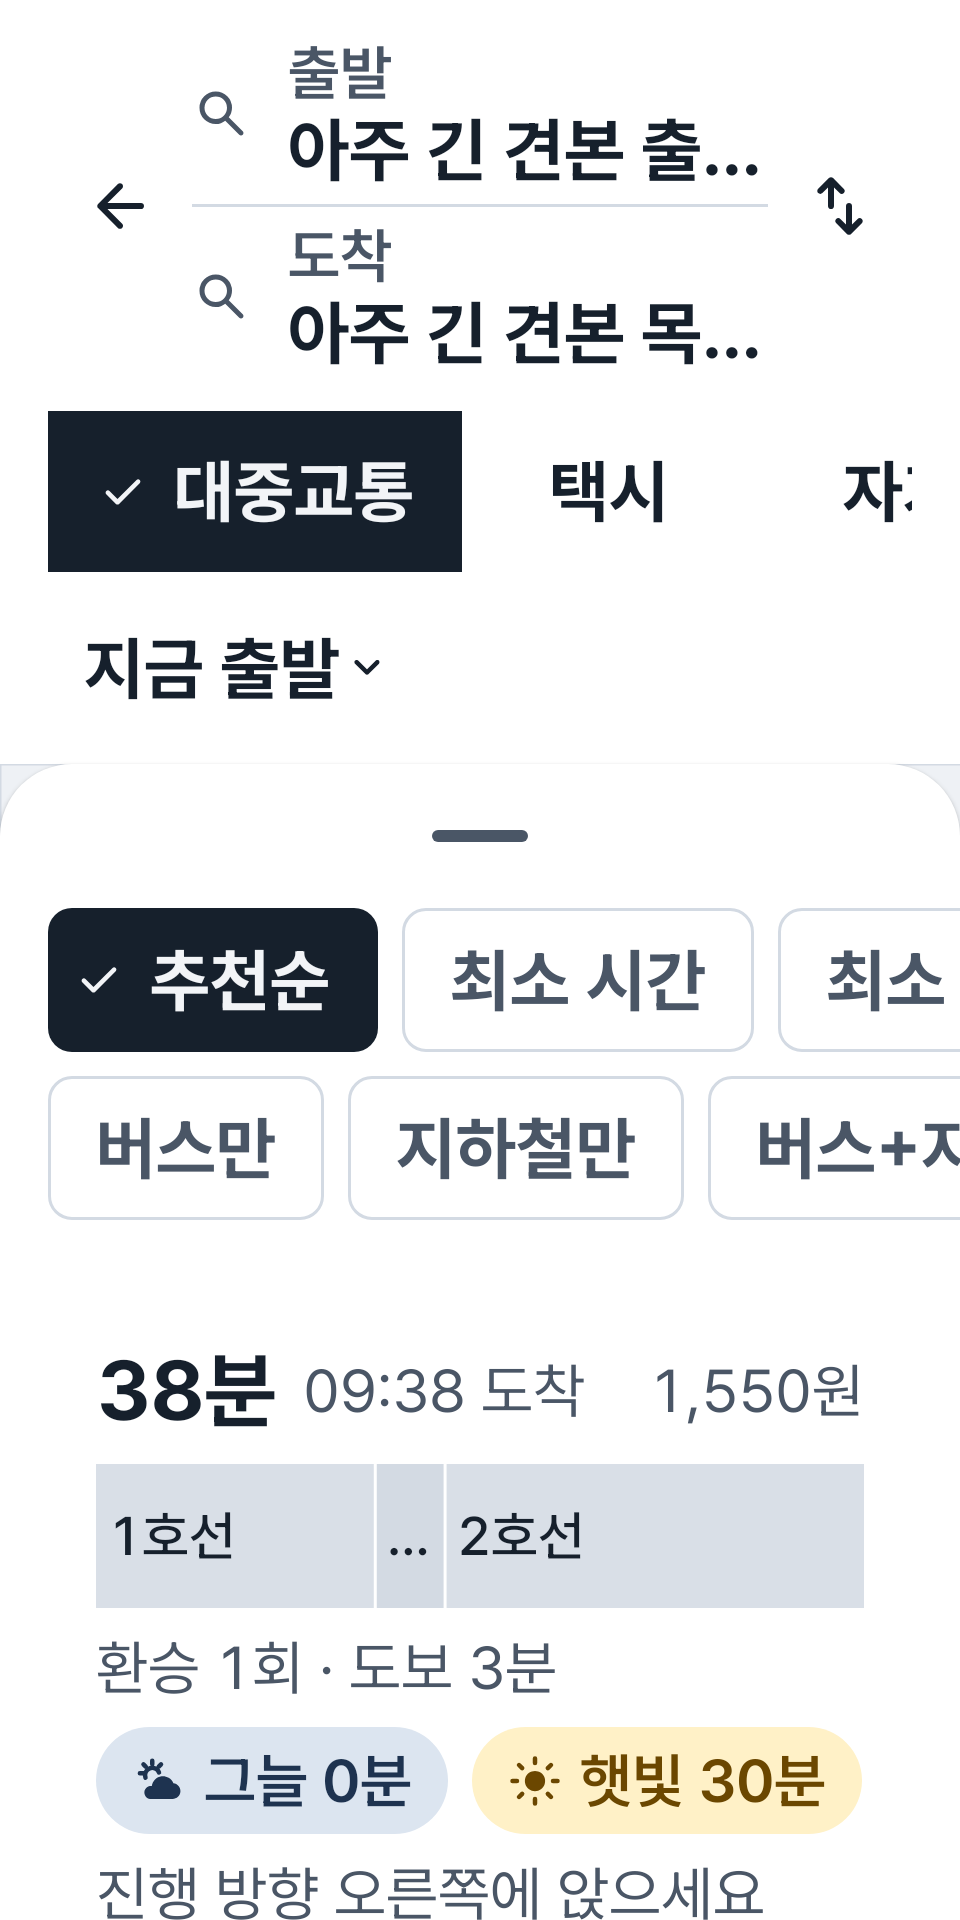 출발
아주 긴 견본 출...
도착
아주 긴 견본 목...
대중교통 택시
지금 출발
추천순 최소 시간 최소
버스만 지하철만 버스+
38분 09:38 도착 1,550원
1호선 ... 2호선
환승 1회 · 도보 3분
그늘 0분 햇빛 30분
진행 방향 오른쪽에 앉으세요